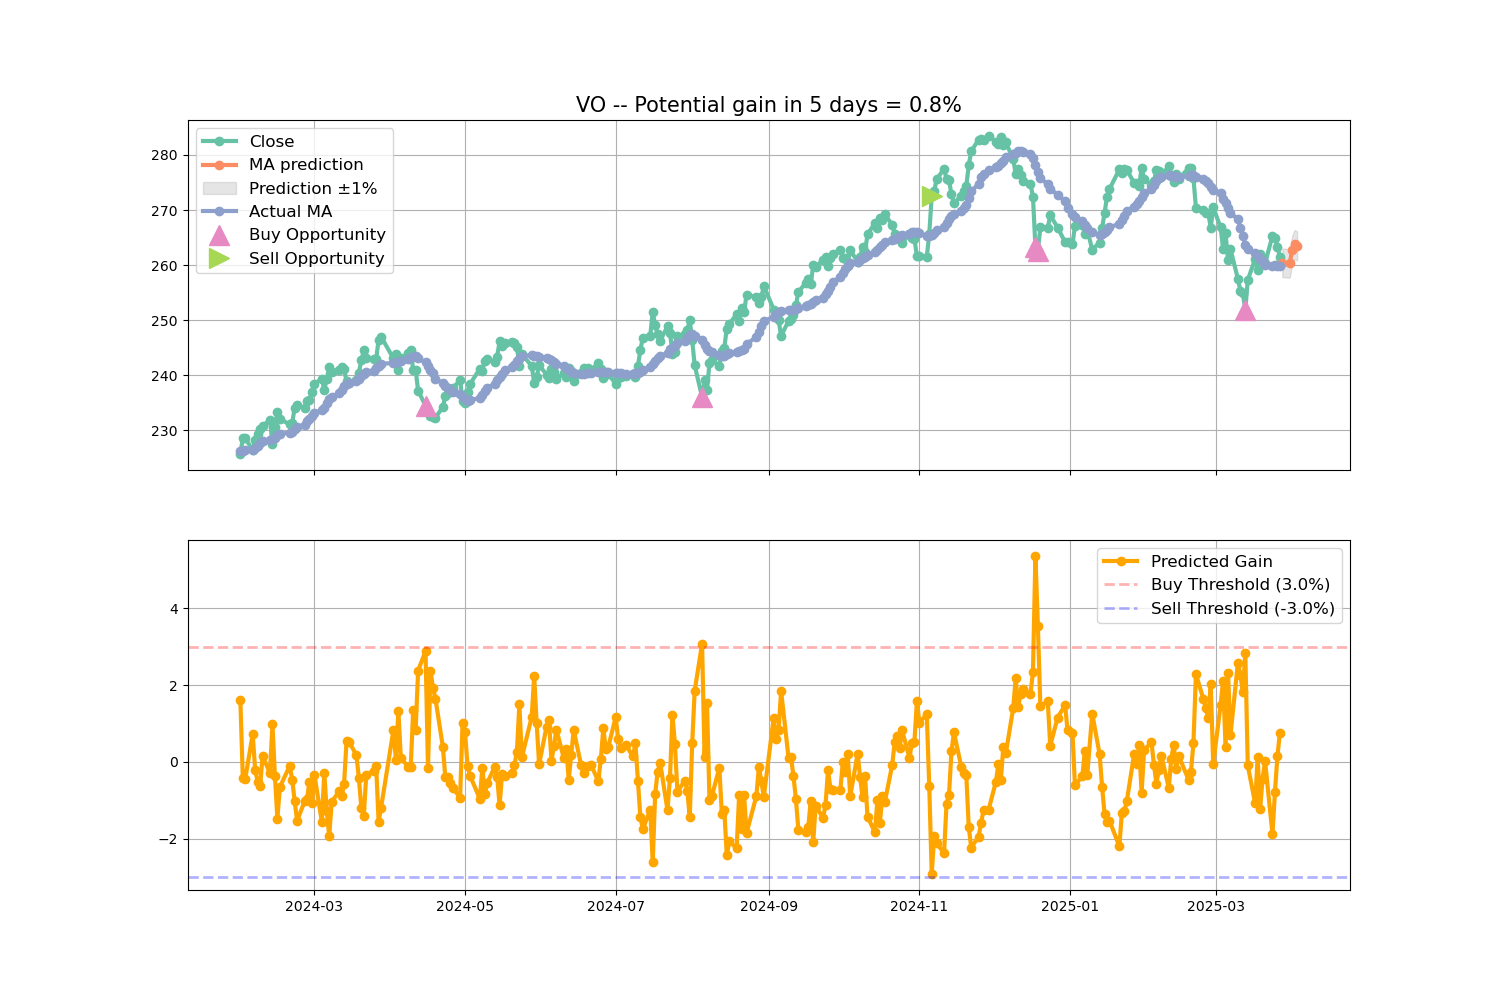 VO -- Potential gain in 5 days = 0.8%
Close
MA prediction
Prediction ±1%
Actual MA
Buy Opportunity
Sell Opportunity
280
270
260
250
240
230
Predicted Gain
Buy Threshold (3.0%)
Sell Threshold (-3.0%)
4
2
0
−2
2024-03 2024-05 2024-07 2024-09 2024-11 2025-01 2025-03